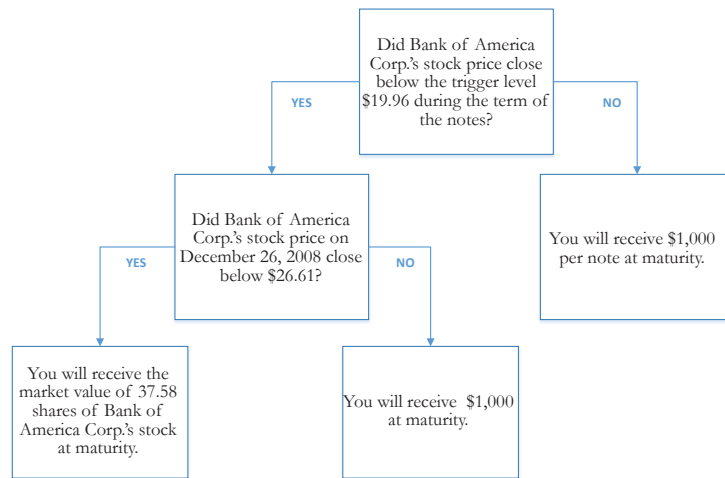 Did Bank of America
Corp.'s stock price close
below the trigger level
$19.96 during the term of
the notes?
YES
NO
Did Bank of America
Corp.'s stock price on
December 26, 2008 close
below $26.61?
You will receive $1,000
per note at maturity.
YES
NO
You will receive the
market value of 37.58
shares of Bank of
America Corp.'s stock
at maturity.
You will receive $1,000
at maturity.